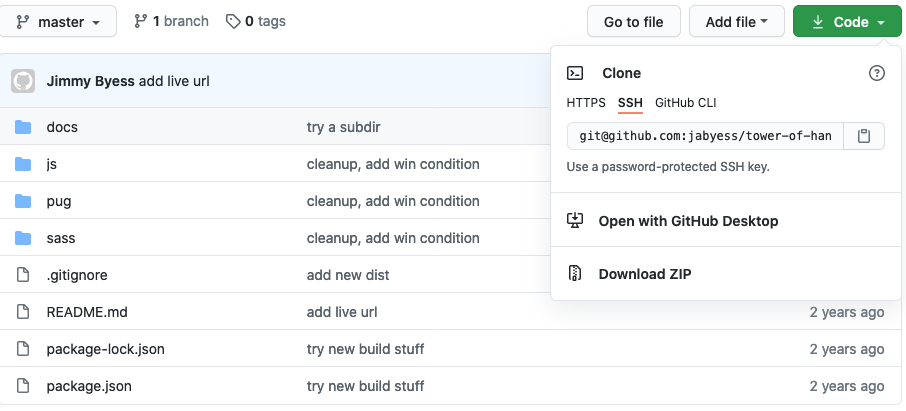 master 1 branch 0 tags Go to file Add file Code
Jimmy Byess add live url
Clone
HTTPS SSH GitHub CLI
git@github.com:jabyess/tower-of-han
Use a password-protected SSH key.
Open with GitHub Desktop
Download ZIP
docs try a subdir
js cleanup, add win condition
pug cleanup, add win condition
sass cleanup, add win condition
.gitignore add new dist
README.md add live url 2 years ago
package-lock.json try new build stuff 2 years ago
package.json try new build stuff 2 years ago